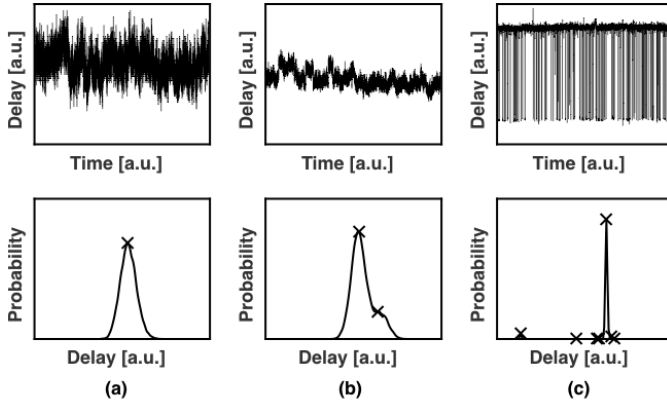 Delay [a.u.] Delay [a.u.] Delay [a.u.]
Time [a.u.] Time [a.u.] Time [a.u.]
Probability Probability Probability
Delay [a.u.] Delay [a.u.] Delay [a.u.]
(a) (b) (c)